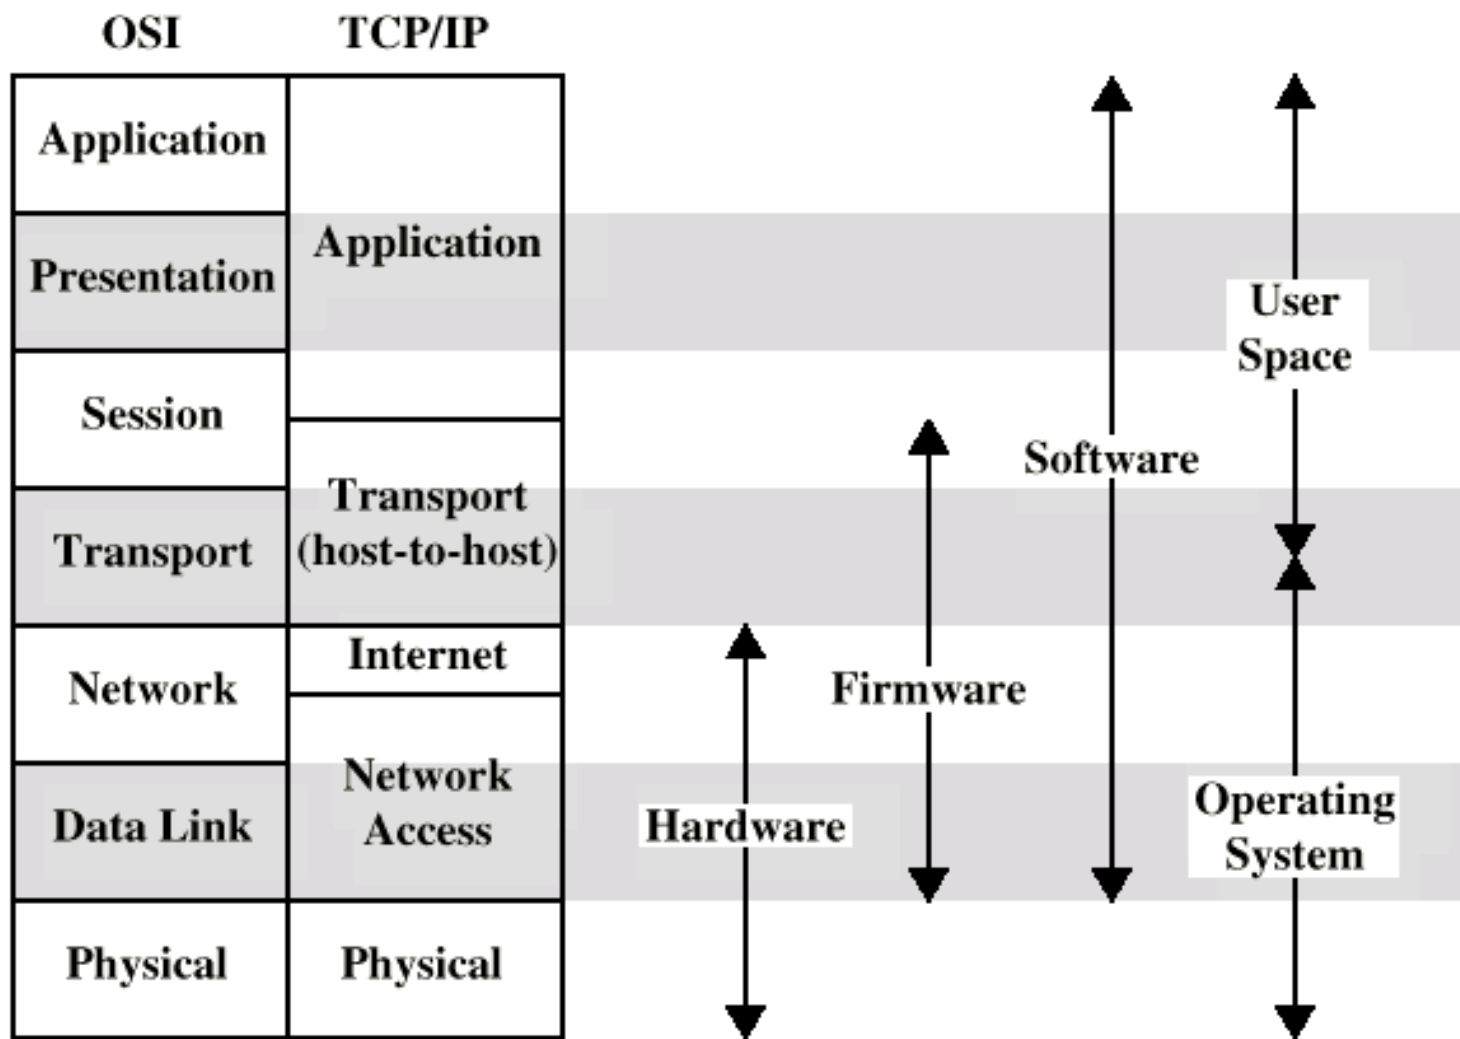 OSI
TCP/IP
Application
Presentation
Session
Transport
Network
Data Link
Physical
Application
Transport
(host-to-host)
Internet
Network
Access
Physical
Hardware
Firmware
Software
User
Space
Operating
System